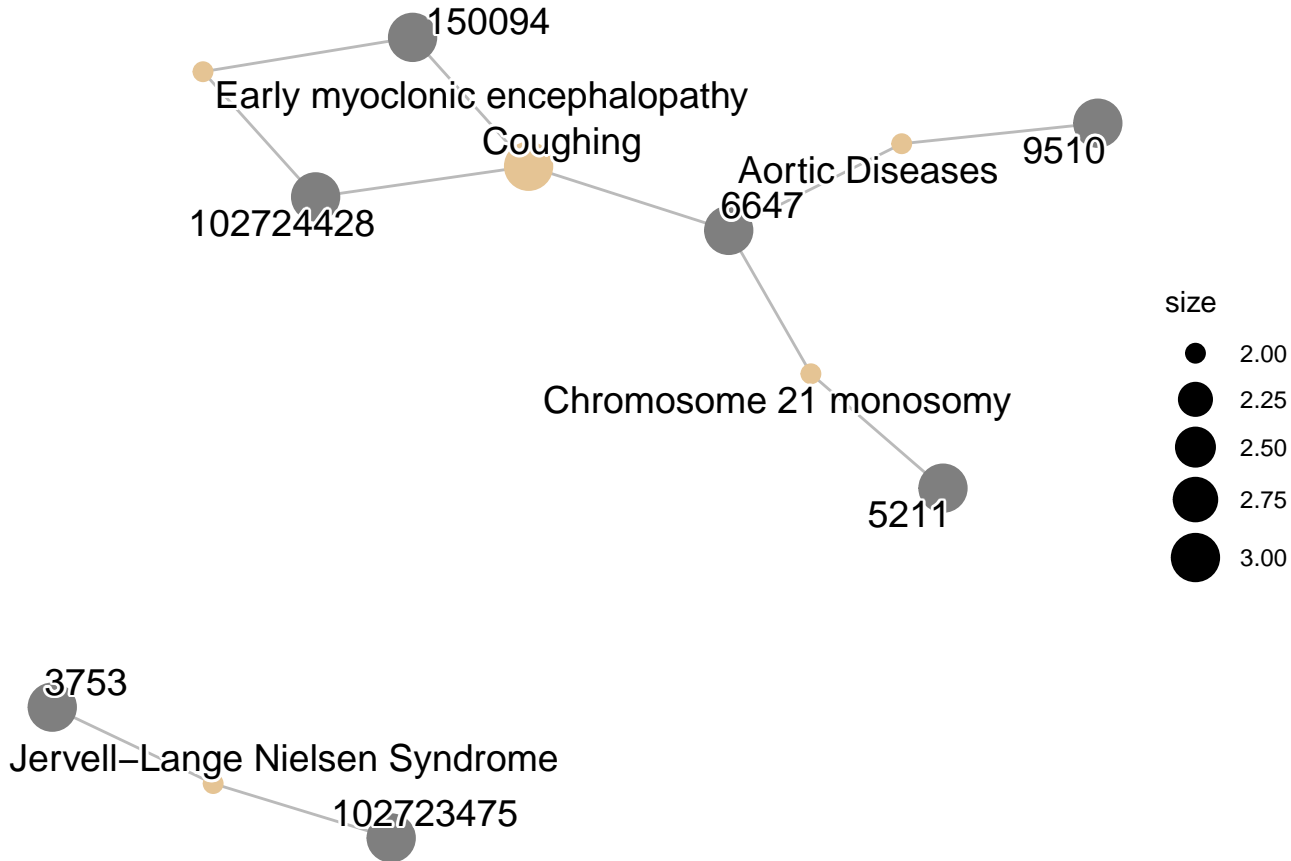 150094
Early myoclonic encephalopathy
Coughing
9510
Aortic Diseases
6647
102724428
size
2.00
Chromosome 21 monosomy
2.25
2.50
5211
2.75
3.00
3753
Jervell–Lange Nielsen Syndrome
102723475